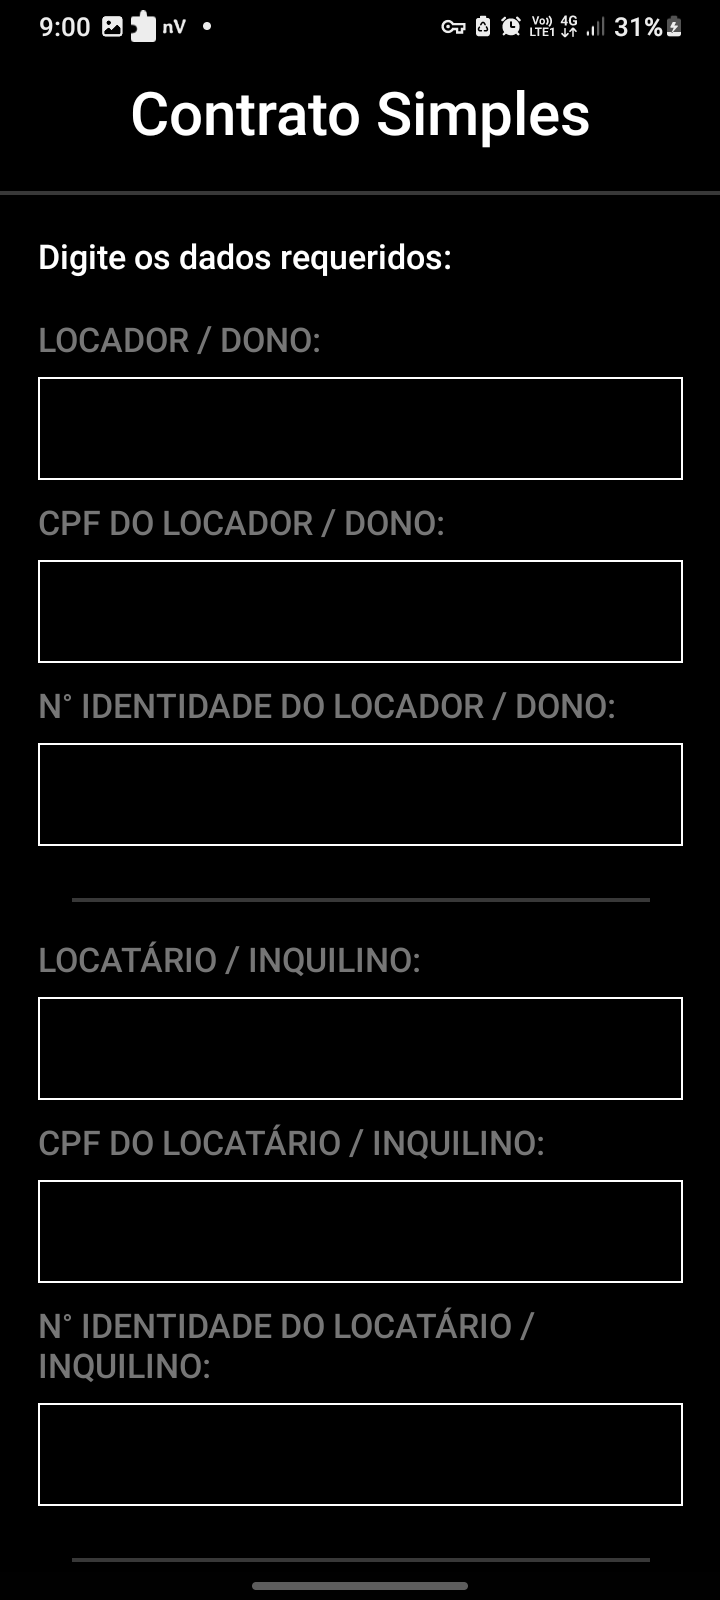 9:00 nV
Vo)) LTE1 4G 31%
Contrato Simples
Digite os dados requeridos:
LOCADOR / DONO:
CPF DO LOCADOR / DONO:
N° IDENTIDADE DO LOCADOR / DONO:
LOCATÁRIO / INQUILINO:
CPF DO LOCATÁRIO / INQUILINO:
N° IDENTIDADE DO LOCATÁRIO /
INQUILINO: